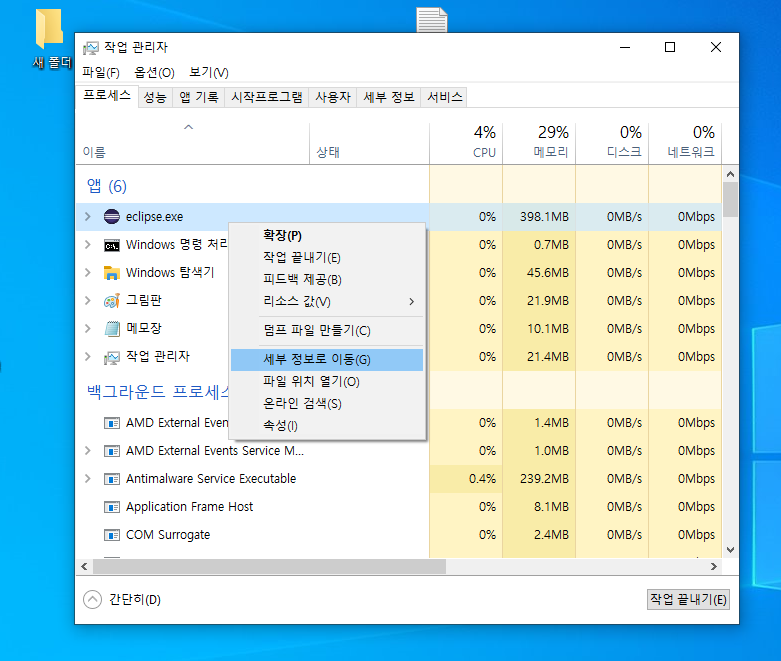 새 폴더
작업 관리자
파일(F) 옵션(O) 보기(V)
프로세스 성능 앱 기록 시작프로그램 사용자 세부 정보 서비스
4% 29% 0% 0%
이름 상태 CPU 메모리 디스크 네트워크
앱 (6)
eclipse.exe 0% 398.1MB 0MB/s 0Mbps
Windows 명령 처리 0% 0.7MB 0MB/s 0Mbps
Windows 탐색기 0% 45.6MB 0MB/s 0Mbps
그림판 0% 21.9MB 0MB/s 0Mbps
메모장 0% 10.1MB 0MB/s 0Mbps
작업 관리자 0% 21.4MB 0MB/s 0Mbps
확장(P)
작업 끝내기(E)
피드백 제공(B)
리소스 값(V)
덤프 파일 만들기(C)
세부 정보로 이동(G)
파일 위치 열기(O)
온라인 검색(S)
속성(I)
백그라운드 프로세스
AMD External Even 0% 1.4MB 0MB/s 0Mbps
AMD External Events Service M... 0% 1.0MB 0MB/s 0Mbps
Antimalware Service Executable 0.4% 239.2MB 0MB/s 0Mbps
Application Frame Host 0% 8.1MB 0MB/s 0Mbps
COM Surrogate 0% 2.4MB 0MB/s 0Mbps
간단히(D) 작업 끝내기(E)